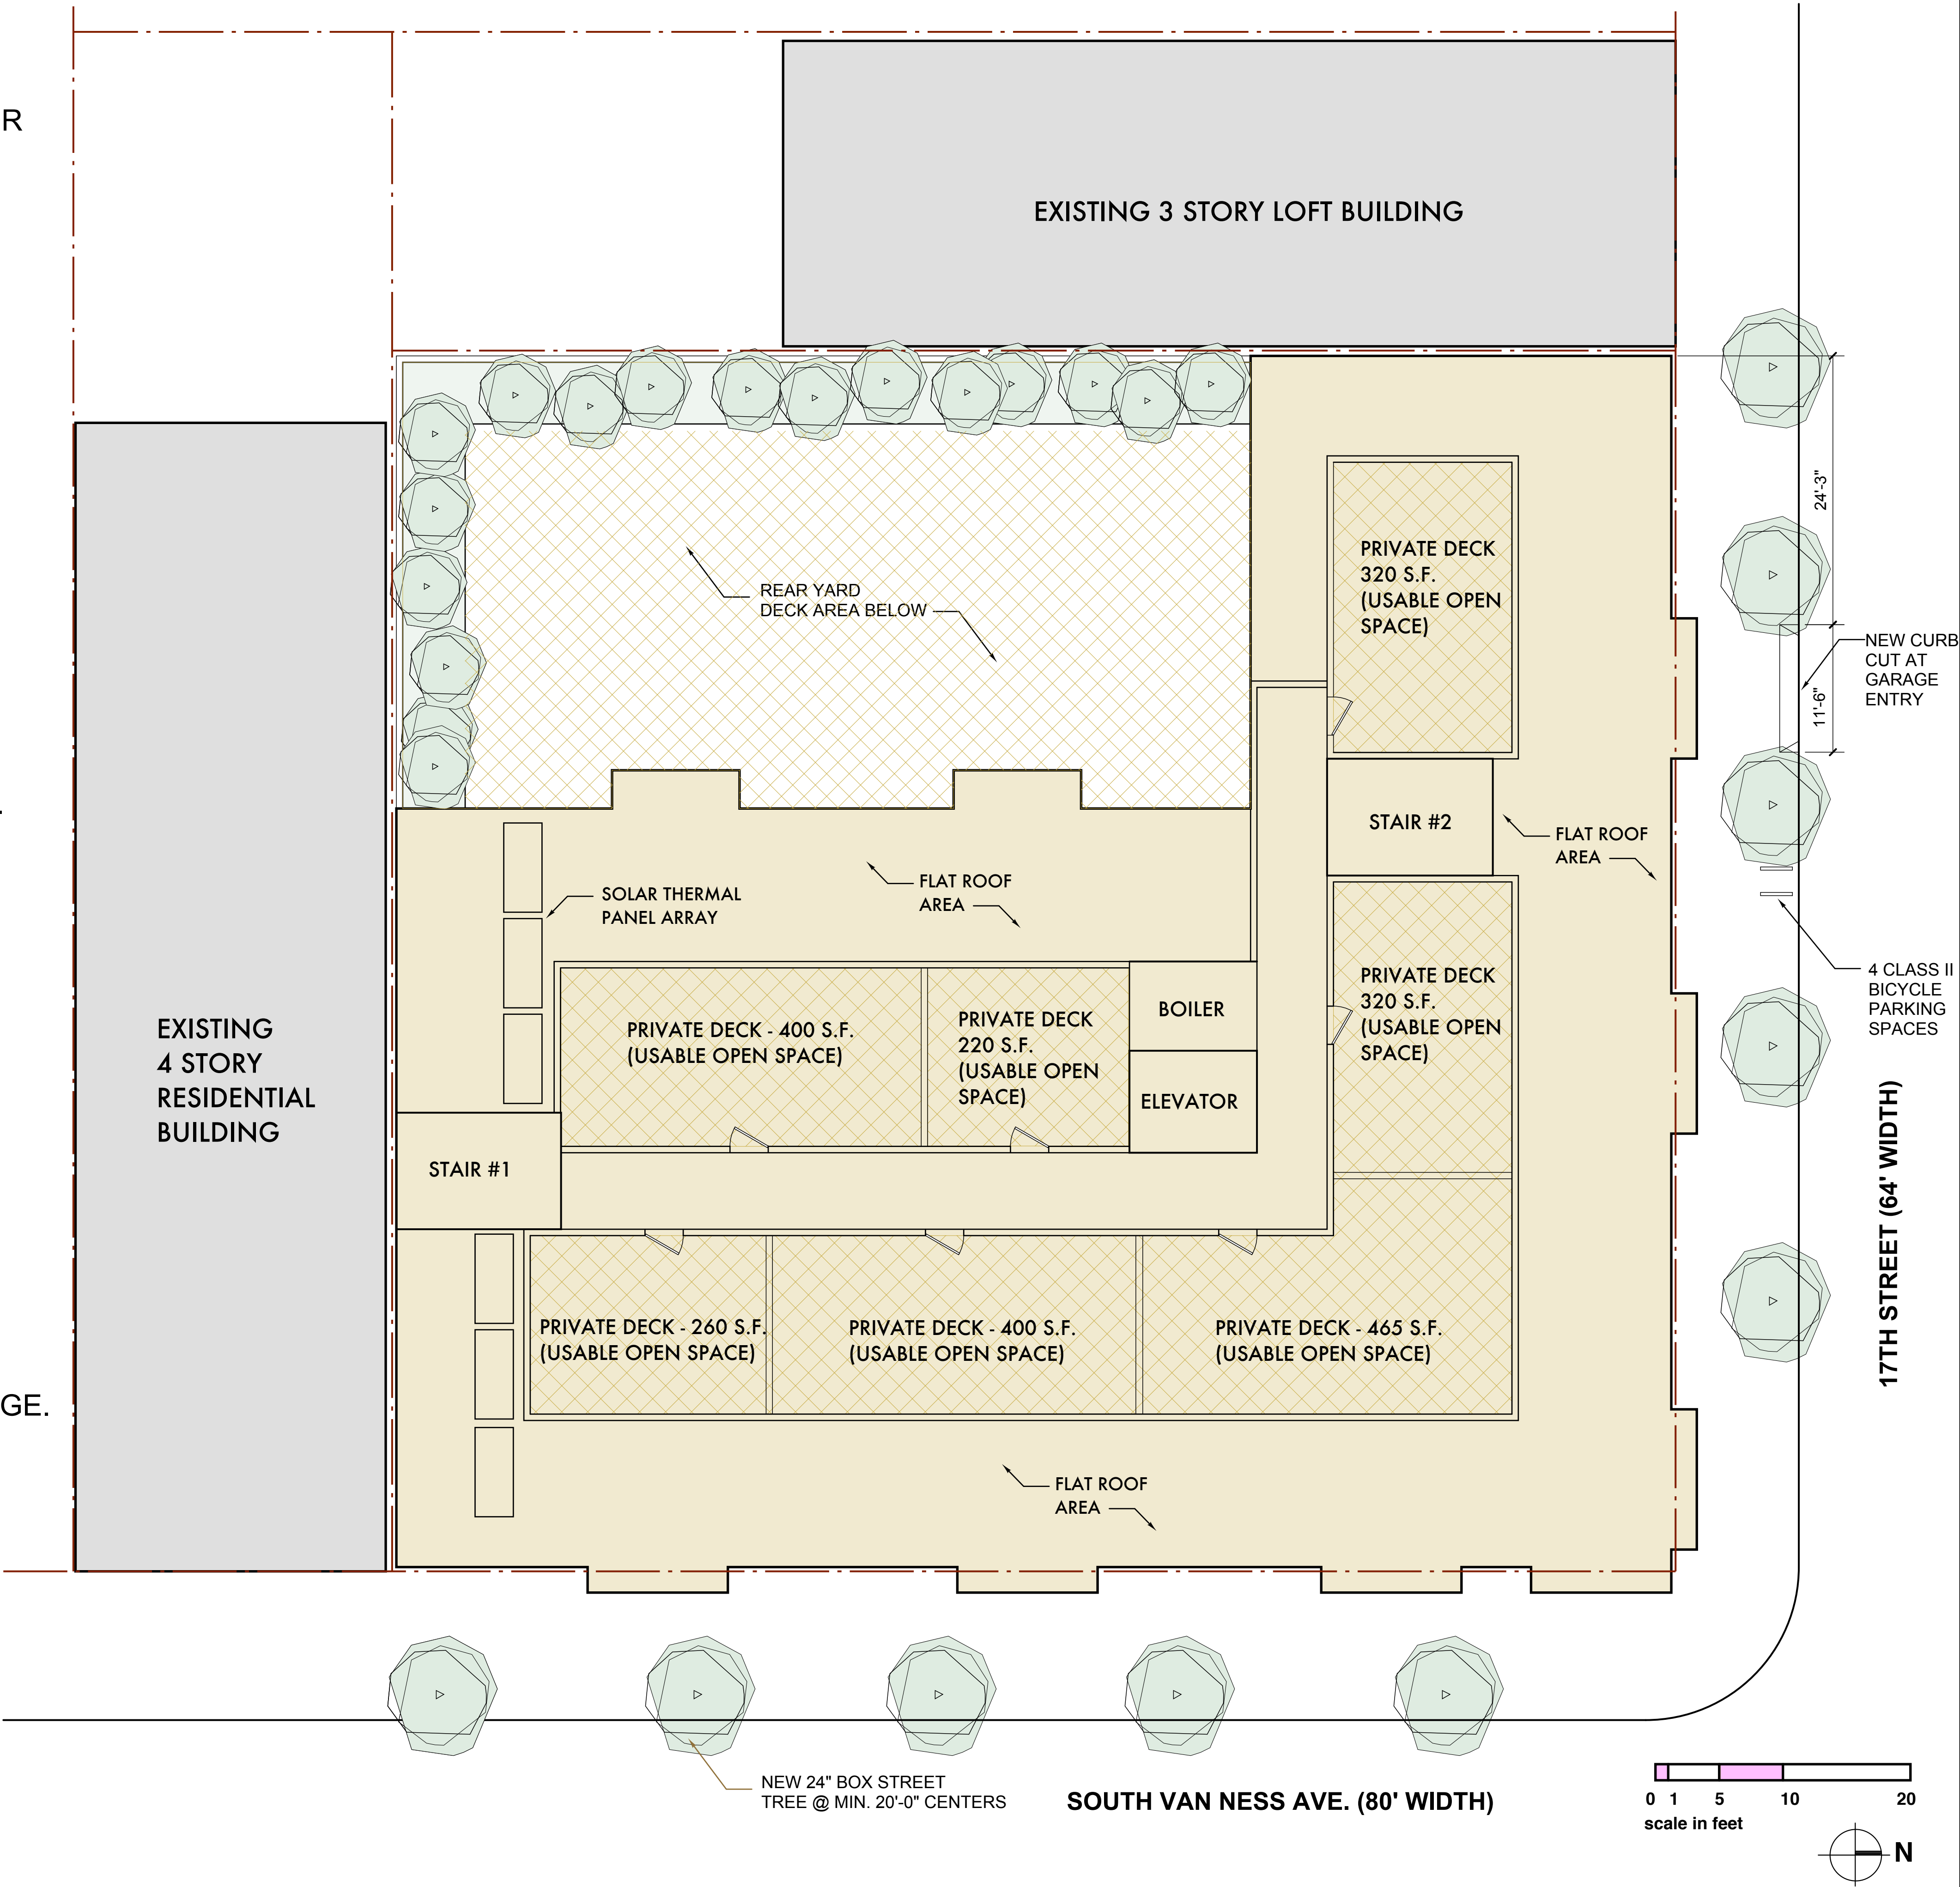 R
EXISTING 3 STORY LOFT BUILDING
24'-3"
PRIVATE DECK
320 S.F.
(USABLE OPEN
SPACE)
REAR YARD
DECK AREA BELOW
NEW CURB
CUT AT
GARAGE
ENTRY
11'-6"
STAIR #2
FLAT ROOF
AREA
SOLAR THERMAL
PANEL ARRAY
FLAT ROOF
AREA
4 CLASS II
BICYCLE
PARKING
SPACES
PRIVATE DECK
320 S.F.
(USABLE OPEN
SPACE)
BOILER
PRIVATE DECK - 400 S.F.
(USABLE OPEN SPACE)
PRIVATE DECK
220 S.F.
(USABLE OPEN
SPACE)
ELEVATOR
EXISTING
4 STORY
RESIDENTIAL
BUILDING
STAIR #1
17TH STREET (64' WIDTH)
PRIVATE DECK - 260 S.F.
(USABLE OPEN SPACE)
PRIVATE DECK - 400 S.F.
(USABLE OPEN SPACE)
PRIVATE DECK - 465 S.F.
(USABLE OPEN SPACE)
GE.
FLAT ROOF
AREA
NEW 24" BOX STREET
TREE @ MIN. 20'-0" CENTERS
SOUTH VAN NESS AVE. (80' WIDTH)
0 1 5 10 20
scale in feet
N